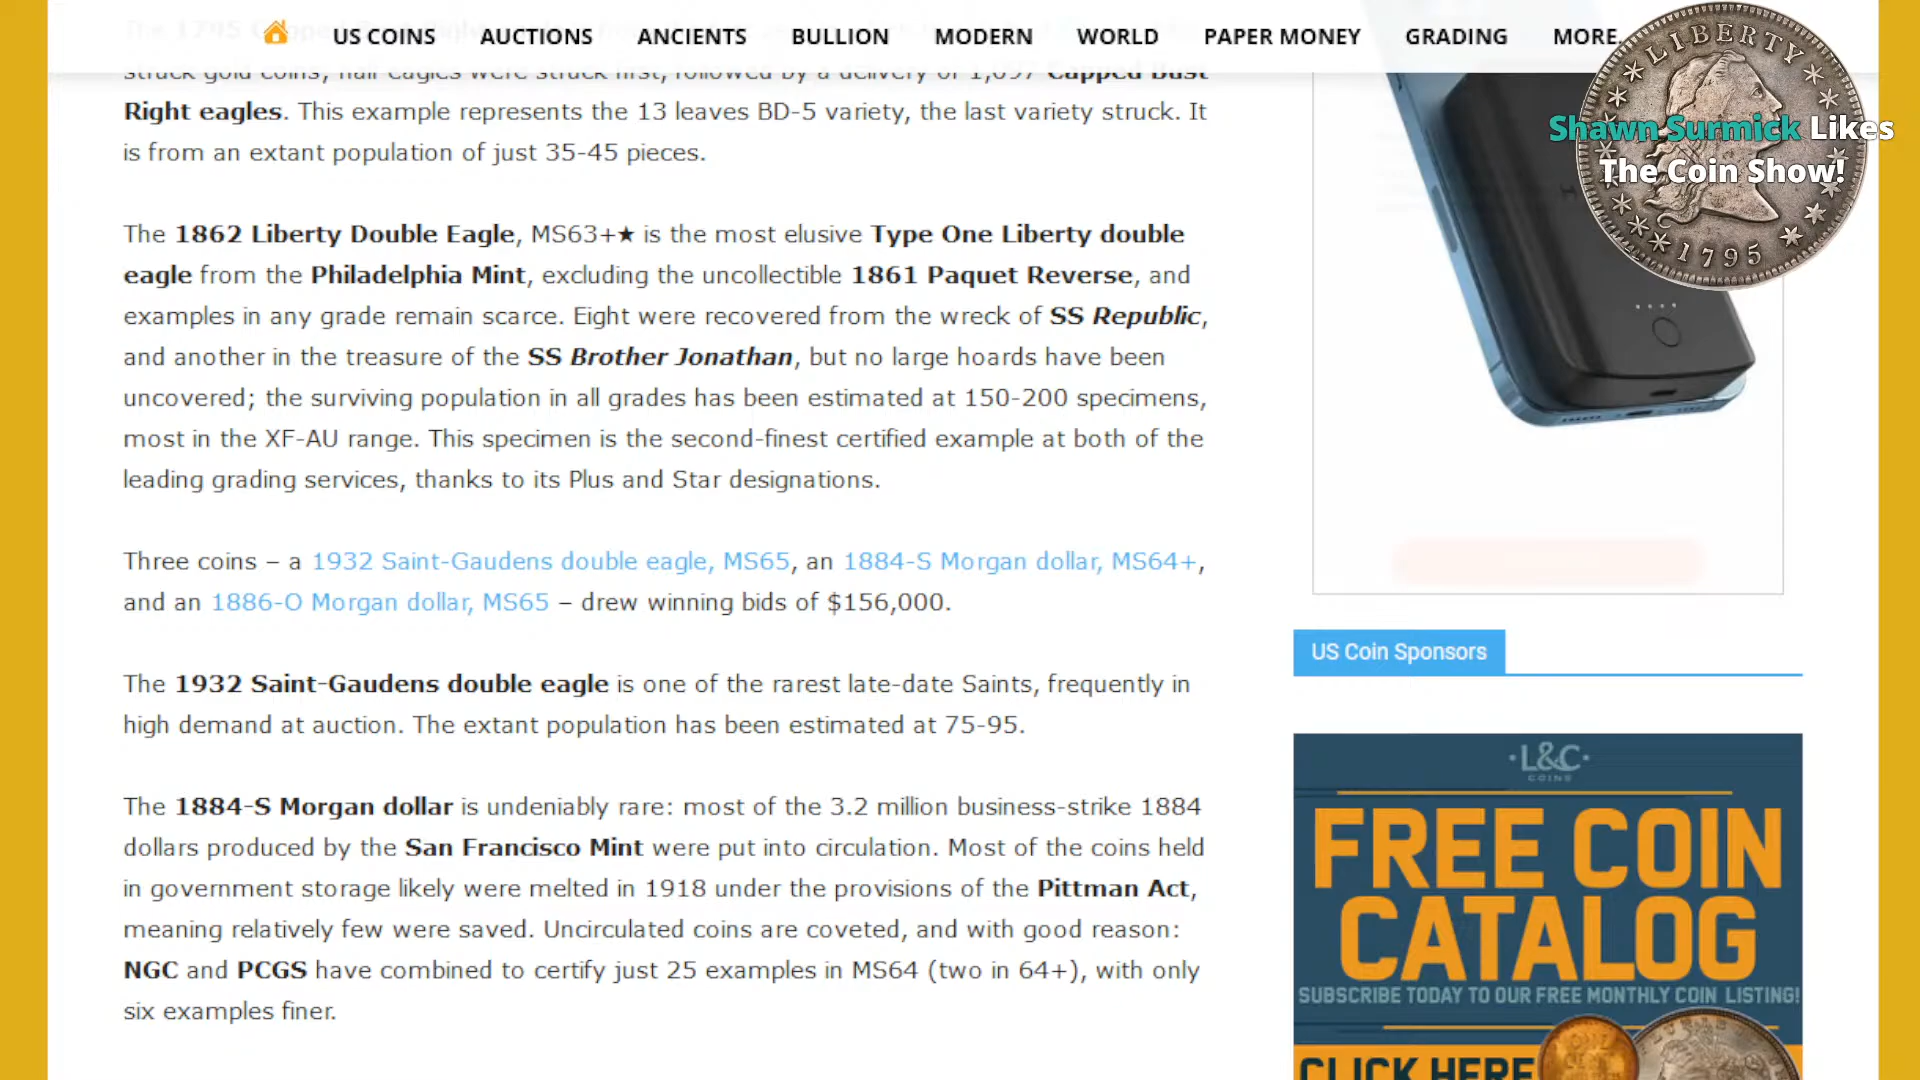 US COINS AUCTIONS ANCIENTS BULLION MODERN WORLD PAPER MONEY GRADING MORE.
struck gold coins, half eagles were struck first, followed by a delivery of 1,097 Capped Bust
Right eagles. This example represents the 13 leaves BD-5 variety, the last variety struck. It
is from an extant population of just 35-45 pieces.
The 1862 Liberty Double Eagle, MS63+★ is the most elusive Type One Liberty double
eagle from the Philadelphia Mint, excluding the uncollectible 1861 Paquet Reverse, and
examples in any grade remain scarce. Eight were recovered from the wreck of SS Republic,
and another in the treasure of the SS Brother Jonathan, but no large hoards have been
uncovered; the surviving population in all grades has been estimated at 150-200 specimens,
most in the XF-AU range. This specimen is the second-finest certified example at both of the
leading grading services, thanks to its Plus and Star designations.
Three coins – a 1932 Saint-Gaudens double eagle, MS65, an 1884-S Morgan dollar, MS64+,
and an 1886-O Morgan dollar, MS65 – drew winning bids of $156,000.
The 1932 Saint-Gaudens double eagle is one of the rarest late-date Saints, frequently in
high demand at auction. The extant population has been estimated at 75-95.
The 1884-S Morgan dollar is undeniably rare: most of the 3.2 million business-strike 1884
dollars produced by the San Francisco Mint were put into circulation. Most of the coins held
in government storage likely were melted in 1918 under the provisions of the Pittman Act,
meaning relatively few were saved. Uncirculated coins are coveted, and with good reason:
NGC and PCGS have combined to certify just 25 examples in MS64 (two in 64+), with only
six examples finer.
LIBERTY
Shawn Surmick Likes
The Coin Show!
1795
US Coin Sponsors
·L&C·
COINS
FREE COIN
CATALOG
SUBSCRIBE TODAY TO OUR FREE MONTHLY COIN LISTING!
CLICK HERE